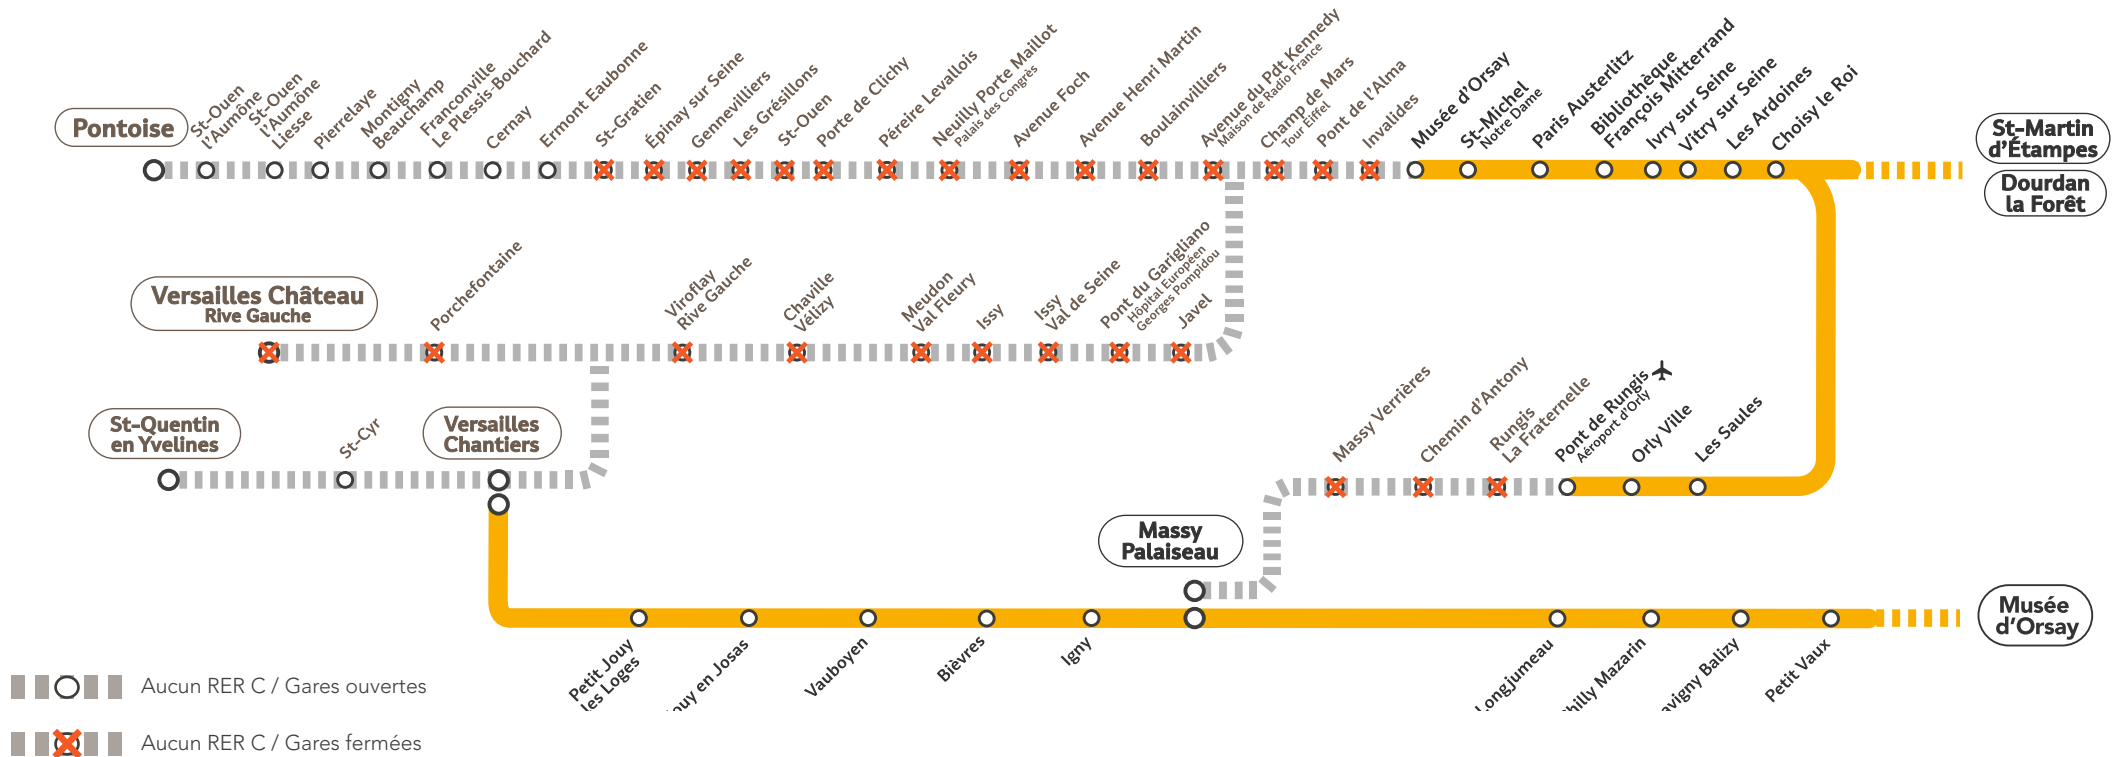 Pontoise
St-Ouen
l'Aumône
St-Ouen
l'Aumône
Liesse
Pierrelaye
Montigny
Beauchamp
Franconville
Le Plessis-Bouchard
Cernay
Ermont Eaubonne
St-Gratien
Épinay sur Seine
Gennevilliers
Les Grésillons
St-Ouen
Porte de Clichy
Péreire Levallois
Neuilly Porte Maillot
Palais des Congrès
Avenue Foch
Avenue Henri Martin
Boulainvilliers
Avenue du Pdt Kennedy
Maison de Radio France
Champ de Mars
Tour Eiffel
Pont de l'Alma
Invalides
Musée d'Orsay
St-Michel
Notre Dame
Paris Austerlitz
Bibliothèque
François Mitterrand
Ivry sur Seine
Vitry sur Seine
Les Ardoines
Choisy le Roi
St-Martin
d'Étampes
Dourdan
la Forêt
Versailles Château
Rive Gauche
Porchefontaine
Viroflay
Rive Gauche
Chaville
Vélizy
Meudon
Val Fleury
Issy
Issy
Val de Seine
Pont du Garigliano
Hôpital Européen
Georges Pompidou
Javel
St-Quentin
en Yvelines
St-Cyr
Versailles
Chantiers
Massy Verrières
Chemin d'Antony
Rungis
La Fraternelle
Pont de Rungis
Aéroport d'Orly
Orly Ville
Les Saules
Massy
Palaiseau
Petit Jouy
les Loges
Jouy en Josas
Vauboyen
Bièvres
Igny
Longjumeau
Chilly Mazarin
Savigny Balizy
Petit Vaux
Musée
d'Orsay
Aucun RER C / Gares ouvertes
Aucun RER C / Gares fermées